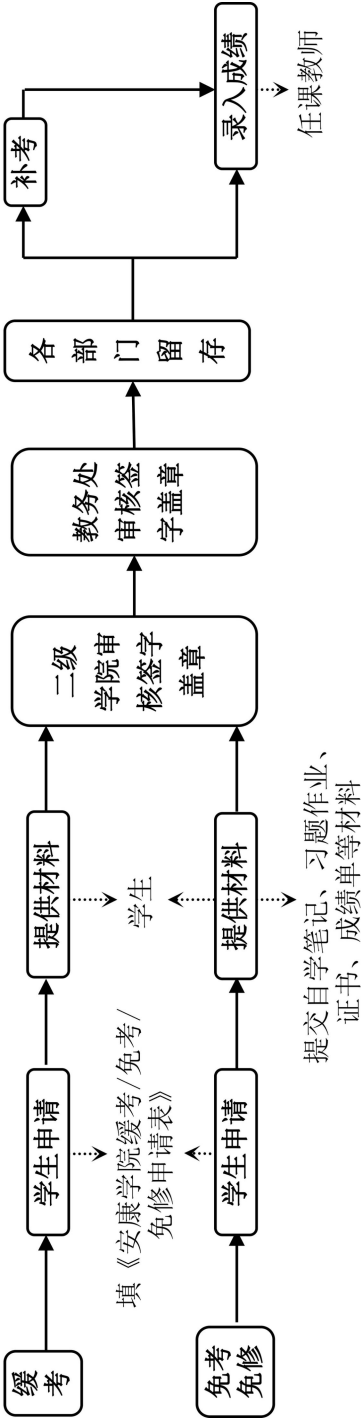 缓
考
学生申请
提供材料
填《安康学院缓考/免考/
免修申请表》
学生
免考
免修
学生申请
提供材料
提交自学笔记、习题作业、
证书、成绩单等材料
二级
学院审
核签字
盖章
教务处
审核签
字盖章
各
部
门
留
存
补考
录入成绩
任课教师